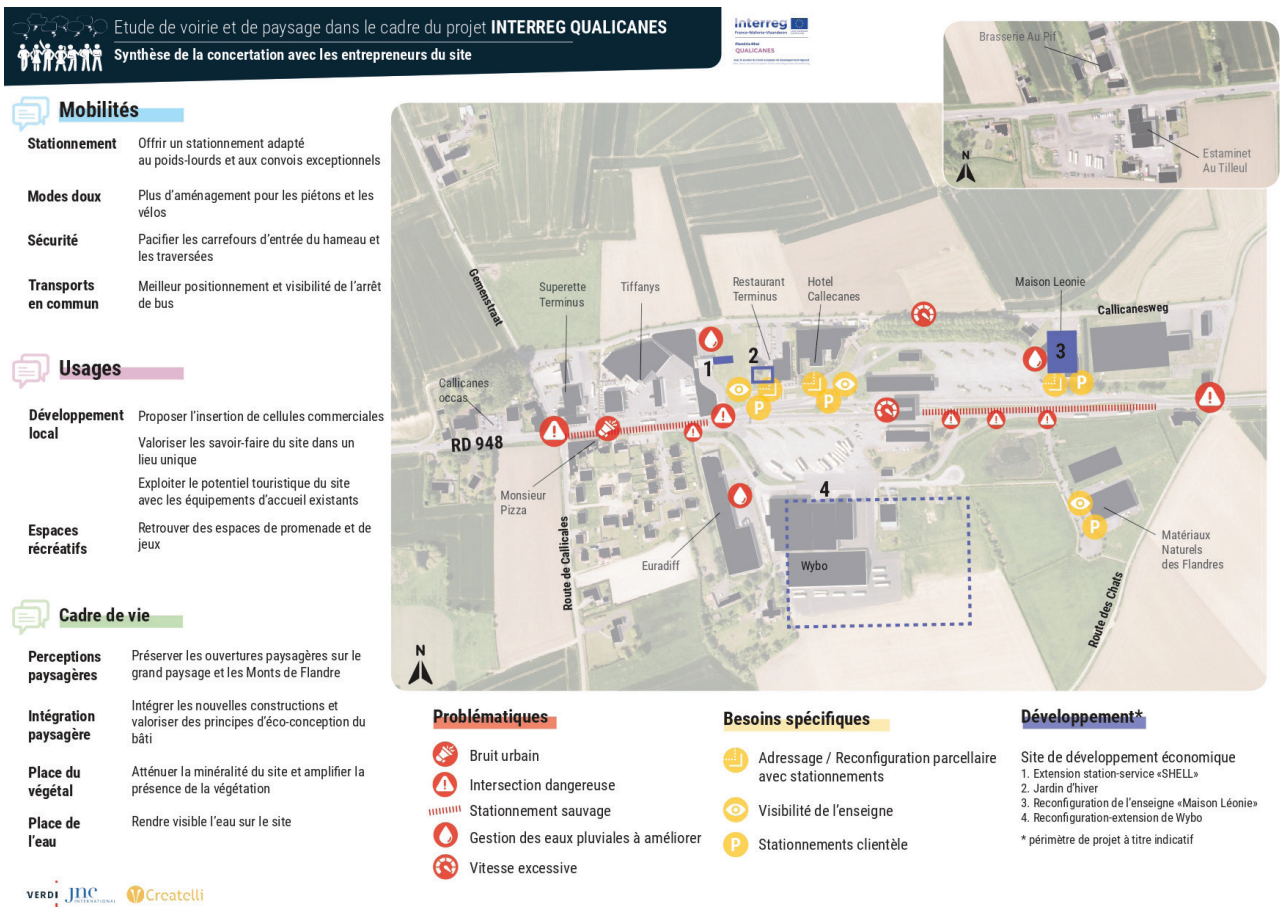 Etude de voirie et de paysage dans le cadre du projet INTERREG QUALICANES
Synthèse de la concertation avec les entrepreneurs du site
Interreg
France-Wallonie-Vlaanderen
QUALICANES
Mobilités
Stationnement
Offrir un stationnement adapté
au poids-lourds et aux convois exceptionnels
Modes doux
Plus d’aménagement pour les piétons et les
vélos
Sécurité
Pacifier les carrefours d’entrée du hameau et
les traversées
Transports
en commun
Meilleur positionnement et visibilité de l’arrêt
de bus
Usages
Développement
local
Proposer l’insertion de cellules commerciales
Valoriser les savoir-faire du site dans un
lieu unique
Exploiter le potentiel touristique du site
avec les équipements d’accueil existants
Espaces
récréatifs
Retrouver des espaces de promenade et de
jeux
Cadre de vie
Perceptions
paysagères
Préserver les ouvertures paysagères sur le
grand paysage et les Monts de Flandre
Intégration
paysagère
Intégrer les nouvelles constructions et
valoriser des principes d’éco-conception du
bâti
Place du
végétal
Atténuer la minéralité du site et amplifier la
présence de la végétation
Place de
l’eau
Rendre visible l’eau sur le site
VERDI
jnc
INTERNATIONAL
Createlli
Brasserie Au Pif
Estaminet
Au Tilleul
N
Gemenstraat
Superette
Terminus
Tiffanys
Restaurant
Terminus
Hotel
Callecanes
Maison Leonie
Callicanesweg
1
2
3
P
P
P
Callicanes
occas
RD 948
Monsieur
Pizza
Route de Callicales
Euradiff
4
Wybo
P
Matériaux
Naturels
des Flandres
Route des Chats
N
Problématiques
Bruit urbain
Intersection dangereuse
Stationnement sauvage
Gestion des eaux pluviales à améliorer
Vitesse excessive
Besoins spécifiques
Adressage / Reconfiguration parcellaire
avec stationnements
Visibilité de l’enseigne
P
Stationnements clientèle
Développement*
Site de développement économique
1. Extension station-service «SHELL»
2. Jardin d’hiver
3. Reconfiguration de l’enseigne «Maison Léonie»
4. Reconfiguration-extension de Wybo
* périmètre de projet à titre indicatif